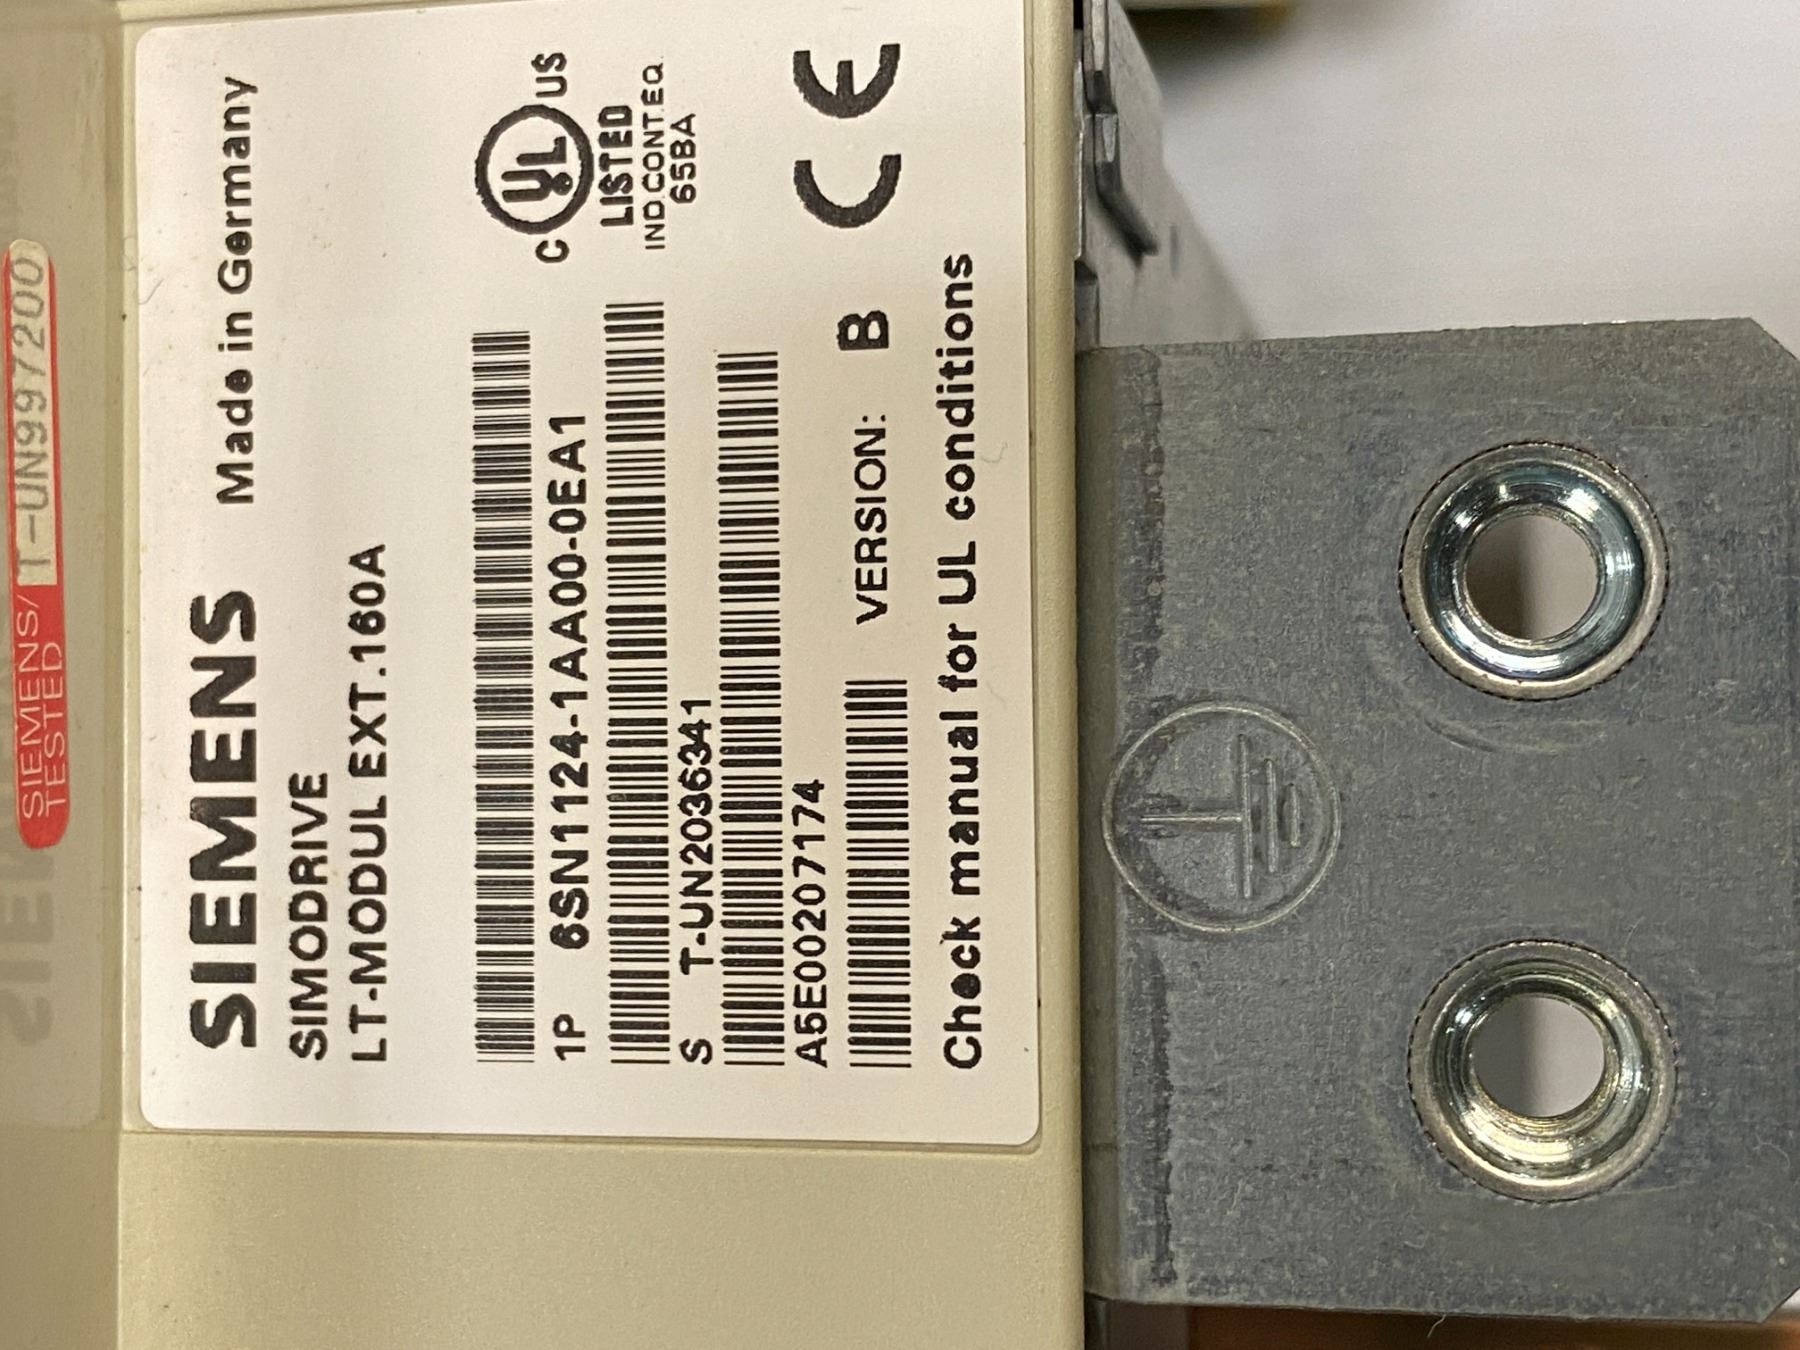 SIEMENS/ T-UN997200
TESTED
SIEMENS Made in Germany
SIMODRIVE
LT-MODUL EXT.160A
C UL US
LISTED
IND.CONT.EQ.
65BA
1P 6SN1124-1AA00-0EA1
S T-UN2036341
A5E00207174
VERSION: B CE
Check manual for UL conditions